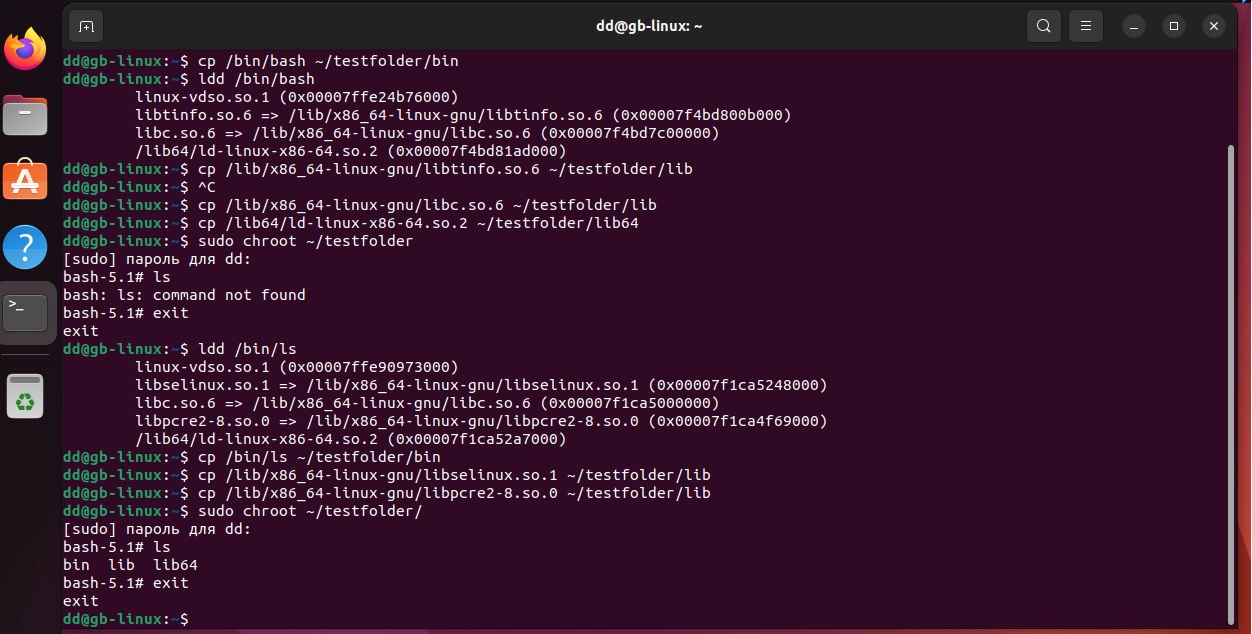 dd@gb-linux: ~
dd@gb-linux:~$ cp /bin/bash ~/testfolder/bin
dd@gb-linux:~$ ldd /bin/bash
linux-vdso.so.1 (0x00007ffe24b76000)
libtinfo.so.6 => /lib/x86_64-linux-gnu/libtinfo.so.6 (0x00007f4bd800b000)
libc.so.6 => /lib/x86_64-linux-gnu/libc.so.6 (0x00007f4bd7c00000)
/lib64/ld-linux-x86-64.so.2 (0x00007f4bd81ad000)
dd@gb-linux:~$ cp /lib/x86_64-linux-gnu/libtinfo.so.6 ~/testfolder/lib
dd@gb-linux:~$ ^C
dd@gb-linux:~$ cp /lib/x86_64-linux-gnu/libc.so.6 ~/testfolder/lib
dd@gb-linux:~$ cp /lib64/ld-linux-x86-64.so.2 ~/testfolder/lib64
dd@gb-linux:~$ sudo chroot ~/testfolder
[sudo] пароль для dd:
bash-5.1# ls
bash: ls: command not found
bash-5.1# exit
exit
dd@gb-linux:~$ ldd /bin/ls
linux-vdso.so.1 (0x00007ffe90973000)
libselinux.so.1 => /lib/x86_64-linux-gnu/libselinux.so.1 (0x00007f1ca5248000)
libc.so.6 => /lib/x86_64-linux-gnu/libc.so.6 (0x00007f1ca5000000)
libpcre2-8.so.0 => /lib/x86_64-linux-gnu/libpcre2-8.so.0 (0x00007f1ca4f69000)
/lib64/ld-linux-x86-64.so.2 (0x00007f1ca52a7000)
dd@gb-linux:~$ cp /bin/ls ~/testfolder/bin
dd@gb-linux:~$ cp /lib/x86_64-linux-gnu/libselinux.so.1 ~/testfolder/lib
dd@gb-linux:~$ cp /lib/x86_64-linux-gnu/libpcre2-8.so.0 ~/testfolder/lib
dd@gb-linux:~$ sudo chroot ~/testfolder/
[sudo] пароль для dd:
bash-5.1# ls
bin  lib  lib64
bash-5.1# exit
exit
dd@gb-linux:~$